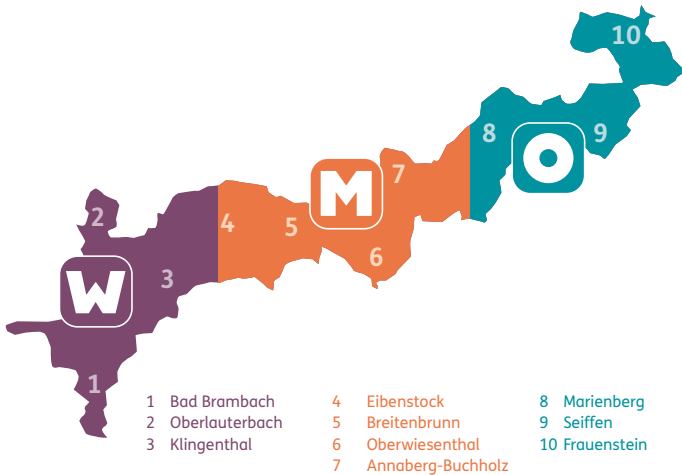 10
8
9
O
7
M
2
4
5
6
3
W
1
1 Bad Brambach
2 Oberlauterbach
3 Klingenthal
4 Eibenstock
5 Breitenbrunn
6 Oberwiesenthal
7 Annaberg-Buchholz
8 Marienberg
9 Seiffen
10 Frauenstein